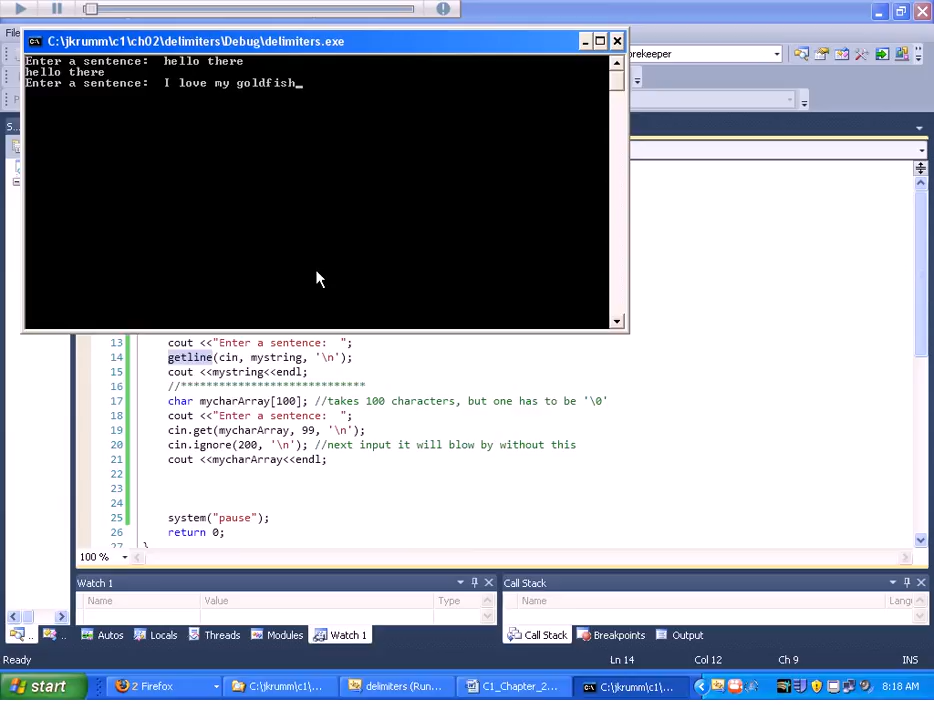 File
C:\jkrumm\c1\ch02\delimiters\Debug\delimiters.exe
Enter a sentence:  hello there
hello there
Enter a sentence:  I love my goldfish_
orekeeper
S...
13 cout <<"Enter a sentence:  ";
14 getline(cin, mystring, '\n');
15 cout <<mystring<<endl;
16 //****************************
17 char mycharArray[100]; //takes 100 characters, but one has to be '\0'
18 cout <<"Enter a sentence:  ";
19 cin.get(mycharArray, 99, '\n');
20 cin.ignore(200, '\n'); //next input it will blow by without this
21 cout <<mycharArray<<endl;
22
23
24
25 system("pause");
26 return 0;
27 }
100 %
Watch 1 Call Stack
Name Value Type Name Langu
Autos Locals Threads Modules Watch 1 Call Stack Breakpoints Output
Ready Ln 14 Col 12 Ch 9 INS
start 2 Firefox C:\jkrumm\c1\... delimiters (Run... C1_Chapter_2... C:\jkrumm\c1\... 8:18 AM